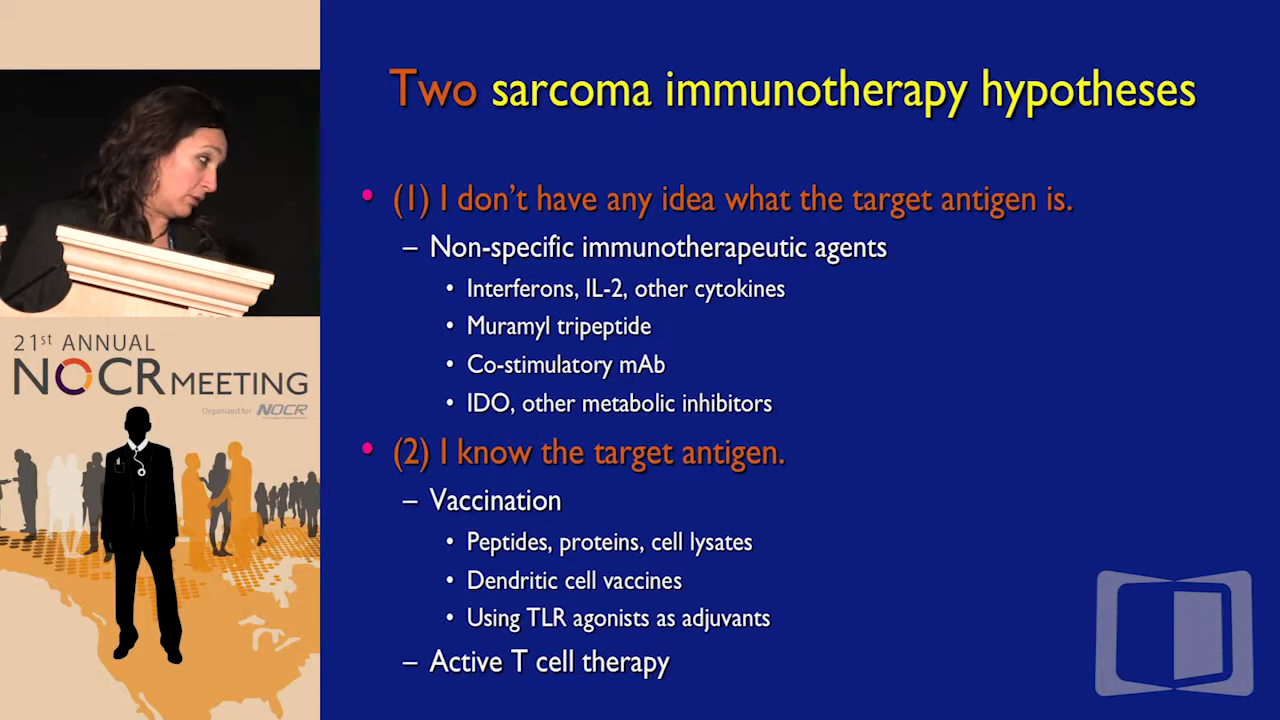 Two sarcoma immunotherapy hypotheses
• (1) I don't have any idea what the target antigen is.
– Non-specific immunotherapeutic agents
• Interferons, IL-2, other cytokines
• Muramyl tripeptide
• Co-stimulatory mAb
• IDO, other metabolic inhibitors
• (2) I know the target antigen.
– Vaccination
• Peptides, proteins, cell lysates
• Dendritic cell vaccines
• Using TLR agonists as adjuvants
– Active T cell therapy
21st ANNUAL
NOCR MEETING
Organized for NOCR